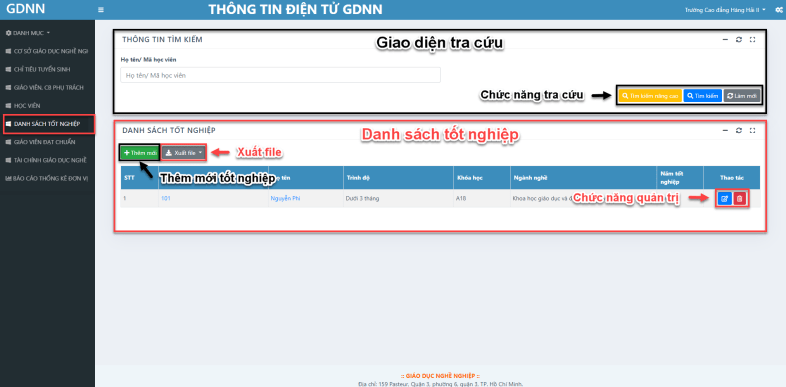 GDNN
THÔNG TIN ĐIỆN TỬ GDNN
Trường Cao đẳng Hàng Hải II
DANH MỤC
CƠ SỞ GIÁO DỤC NGHỀ NGI
CHỈ TIÊU TUYỂN SINH
GIÁO VIÊN, CB PHỤ TRÁCH
HỌC VIÊN
DANH SÁCH TỐT NGHIỆP
GIÁO VIÊN ĐẠT CHUẨN
TÀI CHÍNH GIÁO DỤC NGHỀ
BÁO CÁO THỐNG KÊ ĐƠN VỊ
THÔNG TIN TÌM KIẾM
Giao diện tra cứu
Họ tên/ Mã học viên
Họ tên/ Mã học viên
Chức năng tra cứu
Tìm kiếm nâng cao
Tìm kiếm
Làm mới
DANH SÁCH TỐT NGHIỆP
Danh sách tốt nghiệp
+ Thêm mới
Xuất file
Xuất file
Thêm mới tốt nghiệp
STT
tên
Trình độ
Khóa học
Ngành nghề
Năm tốt nghiệp
Thao tác
1
101
Nguyễn Phi
Dưới 3 tháng
A18
Khoa học giáo dục và đ
Chức năng quản trị
:: GIÁO DỤC NGHỀ NGHIỆP ::
Địa chỉ: 159 Pasteur, Quận 3, phường 6, quận 3, TP. Hồ Chí Minh.